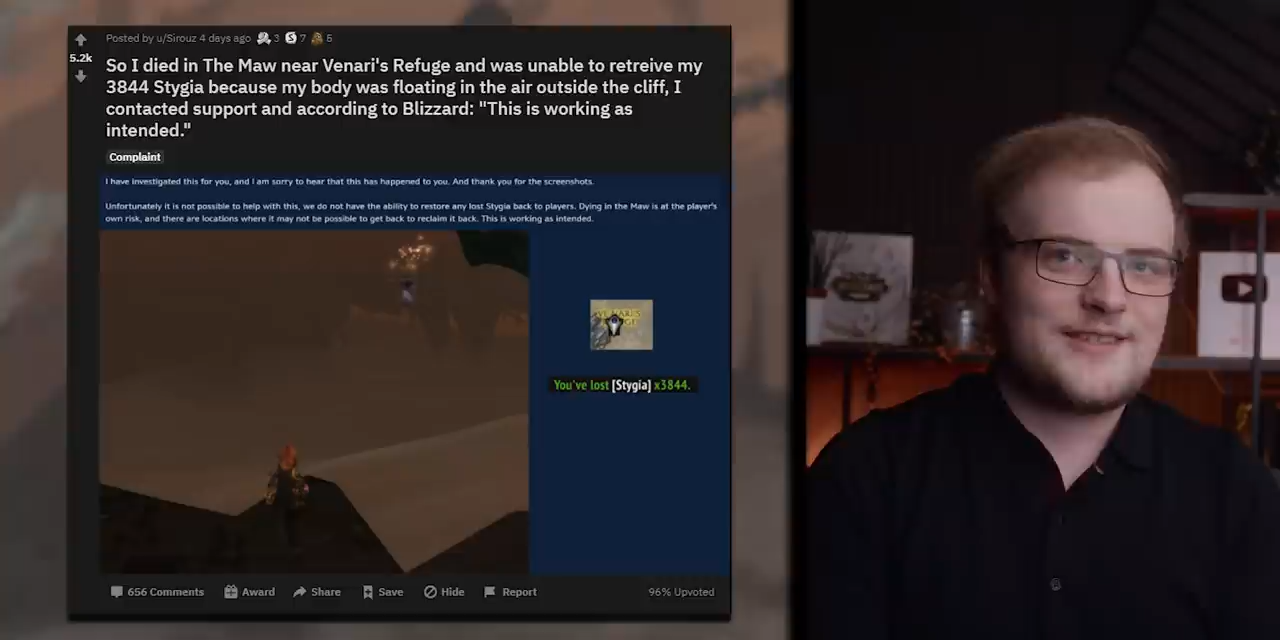 Posted by u/Sirouz 4 days ago 3 7 5
5.2k
So I died in The Maw near Venari's Refuge and was unable to retreive my
3844 Stygia because my body was floating in the air outside the cliff, I
contacted support and according to Blizzard: "This is working as
intended."
Complaint
I have investigated this for you, and I am sorry to hear that this has happened to you. And thank you for the screenshots.
Unfortunately it is not possible to help with this, we do not have the ability to restore any lost Stygia back to players. Dying in the Maw is at the player's
own risk, and there are locations where it may not be possible to get back to reclaim it back. This is working as intended.
You've lost [Stygia] x3844.
656 Comments Award Share Save Hide Report 96% Upvoted